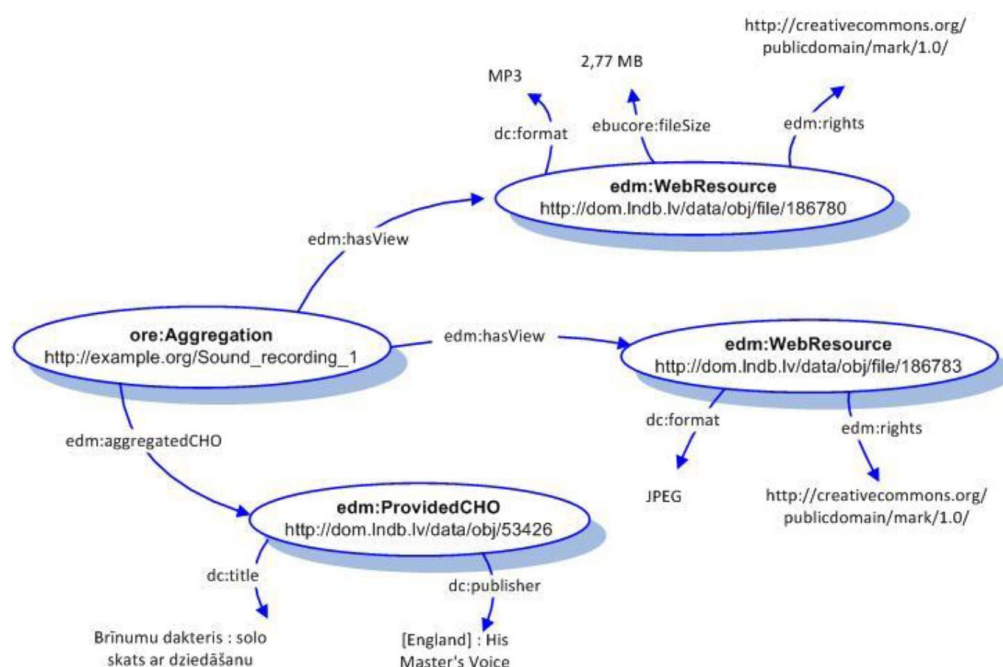 http://creativecommons.org/
publicdomain/mark/1.0/
2,77 MB
MP3
dc:format
ebucore:fileSize
edm:rights
edm:WebResource
http://dom.lndb.lv/data/obj/file/186780
edm:hasView
ore:Aggregation
http://example.org/Sound_recording_1
edm:hasView
edm:WebResource
http://dom.lndb.lv/data/obj/file/186783
dc:format
edm:rights
edm:aggregatedCHO
JPEG
http://creativecommons.org/
publicdomain/mark/1.0/
edm:ProvidedCHO
http://dom.lndb.lv/data/obj/53426
dc:title
dc:publisher
Brīnumu dakteris : solo
skats ar dziedāšanu
[England] : His
Master's Voice